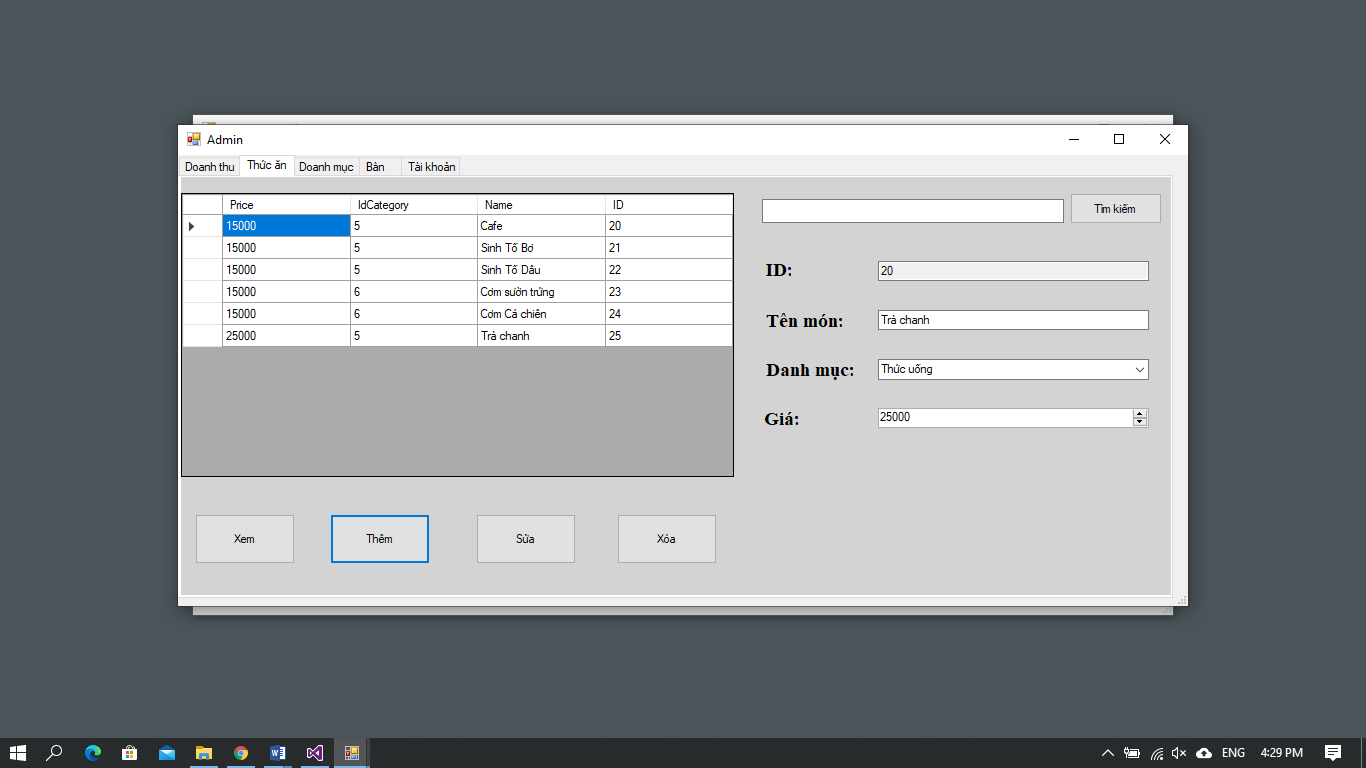 Admin
Doanh thu Thức ăn Doanh mục Bàn Tài khoản
Price IdCategory Name ID
15000 5 Cafe 20
15000 5 Sinh Tố Bơ 21
15000 5 Sinh Tố Dâu 22
15000 6 Cơm sườn trứng 23
15000 6 Cơm Cá chiên 24
25000 5 Trà chanh 25
Tìm kiếm
ID: 20
Tên món: Trà chanh
Danh mục: Thức uống
Giá: 25000
Xem Thêm Sửa Xóa
ENG 4:29 PM